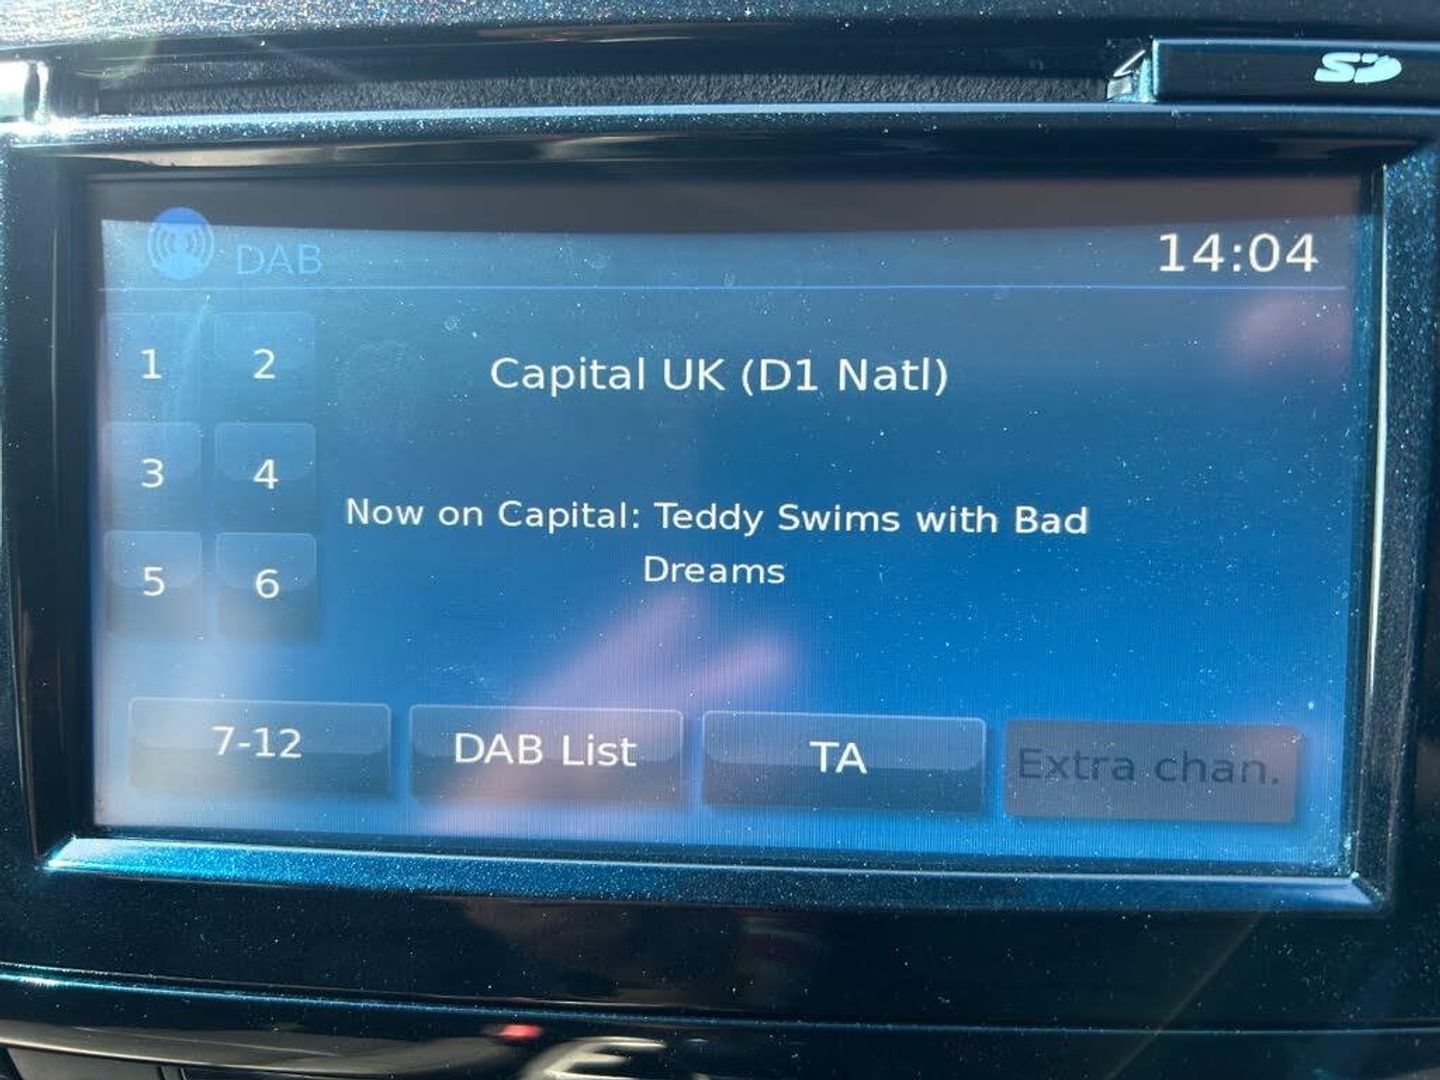 SD
DAB
14:04
1 2
Capital UK (D1 Natl)
3 4
Now on Capital: Teddy Swims with Bad
Dreams
5 6
7-12 DAB List TA Extra chan.